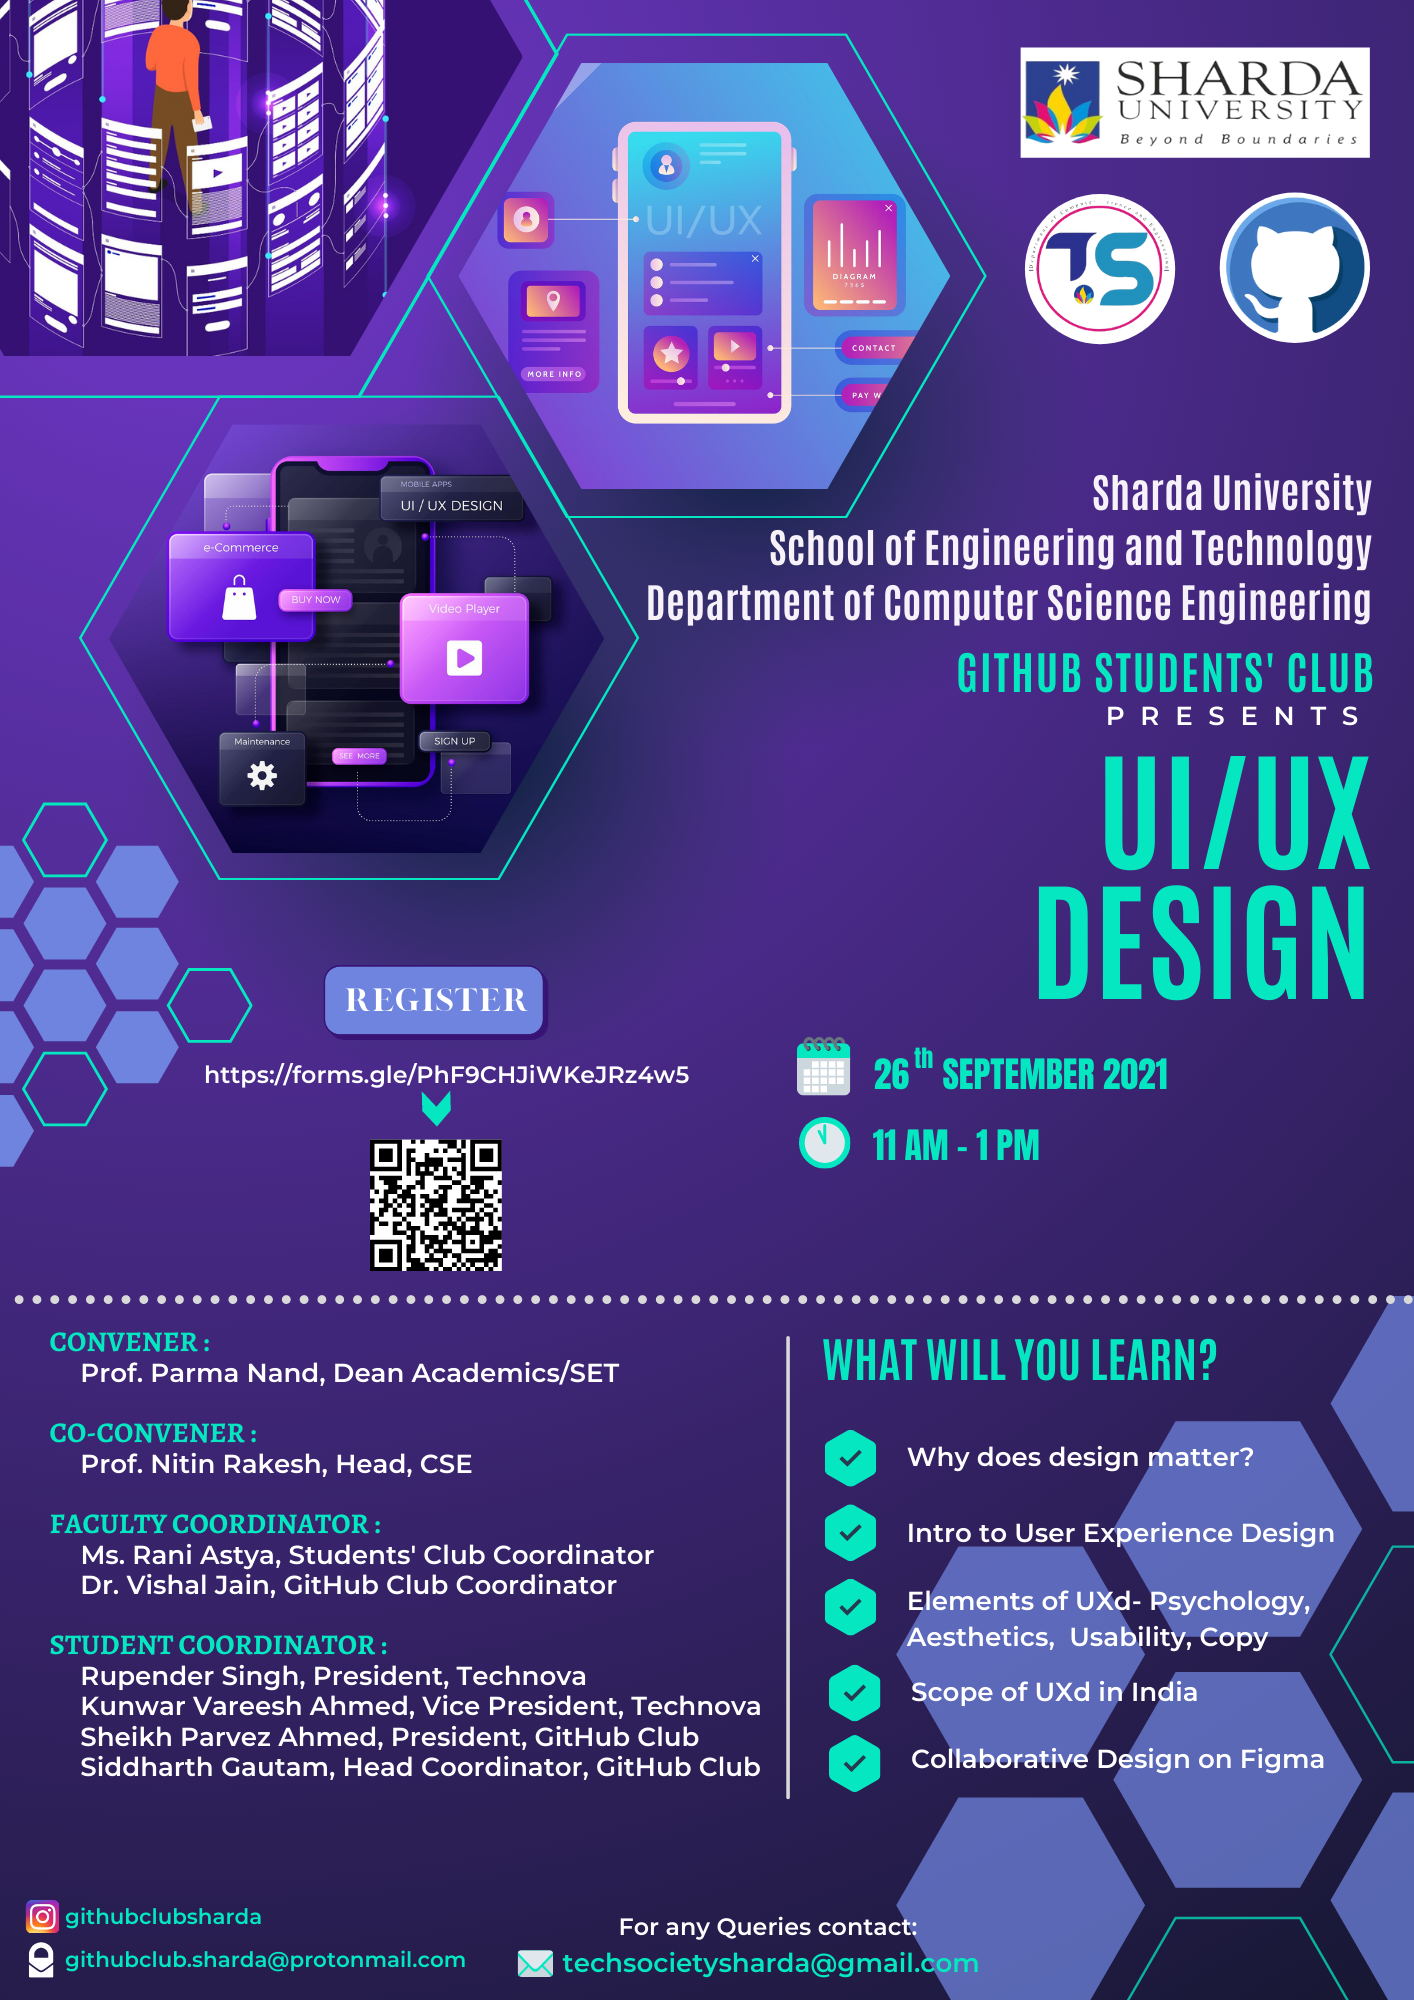 SHARDA
UNIVERSITY
Beyond Boundaries
TS
UI/UX
DIAGRAM
7365
MORE INFO
CONTACT
PAY W
MOBILE APPS
UI / UX DESIGN
e-Commerce
BUY NOW
Video Player
Maintenance
SEE MORE
SIGN UP
Sharda University
School of Engineering and Technology
Department of Computer Science Engineering
GITHUB STUDENTS' CLUB
PRESENTS
UI/UX
DESIGN
REGISTER
https://forms.gle/PhF9CHJiWKeJRz4w5
26th SEPTEMBER 2021
11 AM - 1 PM
CONVENER :
Prof. Parma Nand, Dean Academics/SET
CO-CONVENER :
Prof. Nitin Rakesh, Head, CSE
FACULTY COORDINATOR :
Ms. Rani Astya, Students' Club Coordinator
Dr. Vishal Jain, GitHub Club Coordinator
STUDENT COORDINATOR :
Rupender Singh, President, Technova
Kunwar Vareesh Ahmed, Vice President, Technova
Sheikh Parvez Ahmed, President, GitHub Club
Siddharth Gautam, Head Coordinator, GitHub Club
WHAT WILL YOU LEARN?
Why does design matter?
Intro to User Experience Design
Elements of UXd- Psychology,
Aesthetics, Usability, Copy
Scope of UXd in India
Collaborative Design on Figma
githubclubsharda
githubclub.sharda@protonmail.com
For any Queries contact:
techsocietysharda@gmail.com